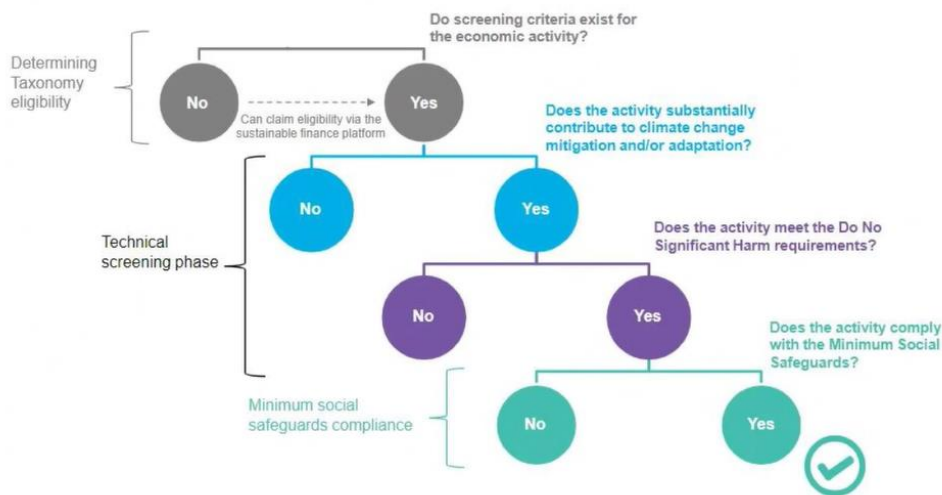 Do screening criteria exist for
the economic activity?
Determining
Taxonomy
eligibility
No
Yes
Can claim eligibility via the
sustainable finance platform
Does the activity substantially
contribute to climate change
mitigation and/or adaptation?
No
Yes
Technical
screening phase
Does the activity meet the Do No
Significant Harm requirements?
No
Yes
Does the activity comply
with the Minimum Social
Safeguards?
Minimum social
safeguards compliance
No
Yes